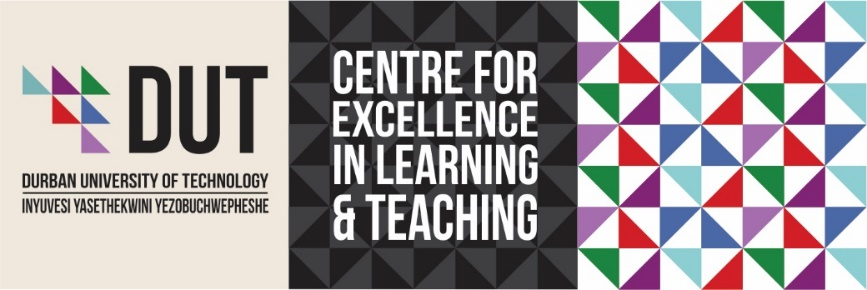 DUT
DURBAN UNIVERSITY OF TECHNOLOGY
INYUVESI YASETHEKWINI YEZOBUCHWEPHESHE
CENTRE FOR
EXCELLENCE
IN LEARNING
& TEACHING